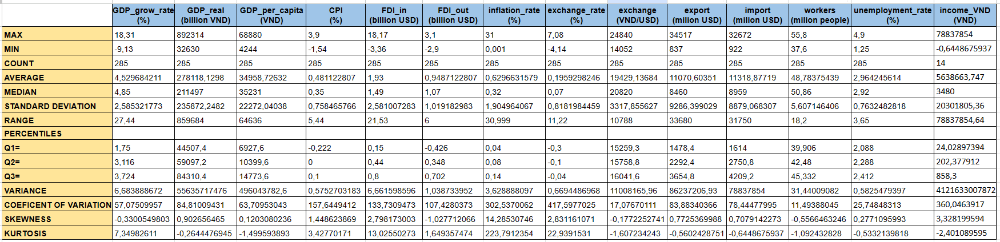 GDP_grow_rate (%) GDP_real (billion VND) GDP_per_capita (VND) CPI (%) FDI_in (billion USD) FDI_out (billion USD) inflation_rate (%) exchange_rate (%) exchange (VND/USD) export (milion USD) import (milion USD) workers (milion people) unemployment_rate (%) income_VND (VND)
MAX 18,31 892314 68880 3,9 18,17 3,1 31 7,08 24840 34517 32672 55,8 4,9 78837854
MIN -9,13 32630 4244 -1,54 -3,36 -2,9 0,001 -4,14 14052 837 922 37,6 1,25 -0,6448675937
COUNT 285 285 285 285 285 285 285 285 285 285 285 285 285 14
AVERAGE 4,529684211 278118,1298 34958,72632 0,481122807 1,93 0,9487122807 0,6296631579 0,1959298246 19429,13684 11070,60351 11318,87719 48,78375439 2,964245614 5638663,747
MEDIAN 4,85 211497 35231 0,35 1,49 1,07 0,32 0,07 20820 8460 8959 50,86 2,92 3480
STANDARD DEVIATION 2,585321773 235872,2482 22272,04038 0,758465766 2,581007283 1,019182983 1,904964067 0,8181984459 3317,855627 9286,399029 8879,068307 5,607146406 0,7632482818 20301805,36
RANGE 27,44 859684 64636 5,44 21,53 6 30,999 11,22 10788 33680 31750 18,2 3,65 78837854,64
PERCENTILES
Q1= 1,75 44507,4 6927,6 -0,222 0,15 -0,426 0,04 -0,3 15259,3 1478,4 1614 39,906 2,088 24,02897394
Q2= 3,116 59097,2 10399,6 0 0,44 0,348 0,08 -0,1 15758,8 2292,4 2750,8 42,48 2,288 202,377912
Q3= 3,724 84310,4 14773,6 0,1 0,8 0,702 0,14 -0,04 16041,6 3654,8 4209,2 45,332 2,412 858,3
VARIANCE 6,683888672 55635717476 496043782,6 0,5752703183 6,661598596 1,038733952 3,628888097 0,6694486968 11008165,96 86237206,93 78837854 31,44009082 0,5825479397 4121633007872
COEFICENT OF VARIATION 57,07509957 84,81009431 63,70953043 157,6449412 133,7309473 107,4280373 302,5370062 417,5977025 17,07670111 83,88340366 78,44477995 11,49388045 25,74848313 360,0463917
SKEWNESS -0,3300549803 0,902656465 0,1203080236 1,448623869 2,798173003 -1,027712066 14,28530746 2,831161071 -0,1772252741 0,7725369988 0,7079142273 -0,5566463246 0,2771095993 3,328199594
KURTOSIS 7,34982611 -0,2644476945 -1,499593893 3,42770171 13,02550273 1,649357474 223,7912354 22,9391531 -1,607234243 -0,5602428751 -0,6448675937 -1,092432828 -0,5332139818 -2,401089595